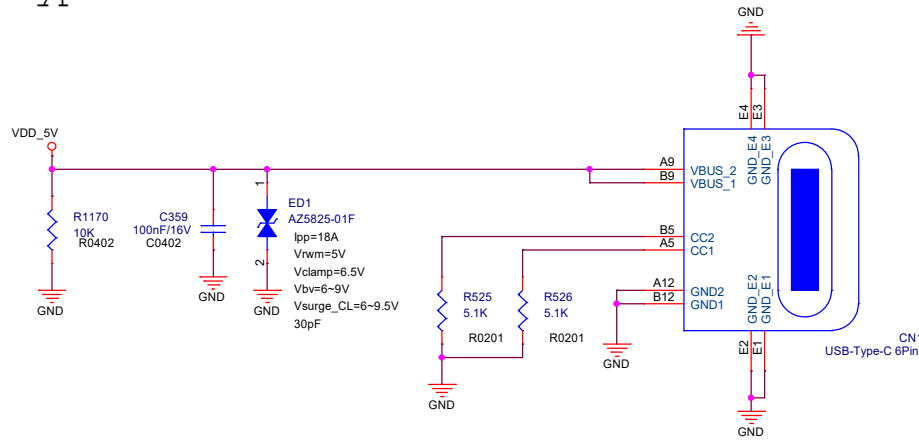 GND
E4
E3
VDD_5V
A9
B9
VBUS_2
VBUS_1
GND_E4
GND_E3
1
ED1
AZ5825-01F
Ipp=18A
Vrwm=5V
Vclamp=6.5V
Vbv=6~9V
Vsurge_CL=6~9.5V
30pF
2
R1170
10K
R0402
C359
100nF/16V
C0402
B5
A5
CC2
CC1
GND
GND
GND
A12
B12
GND2
GND1
GND_E2
GND_E1
R525
5.1K
R0201
R526
5.1K
R0201
GND
E2
E1
CN1
USB-Type-C 6Pin
GND
GND